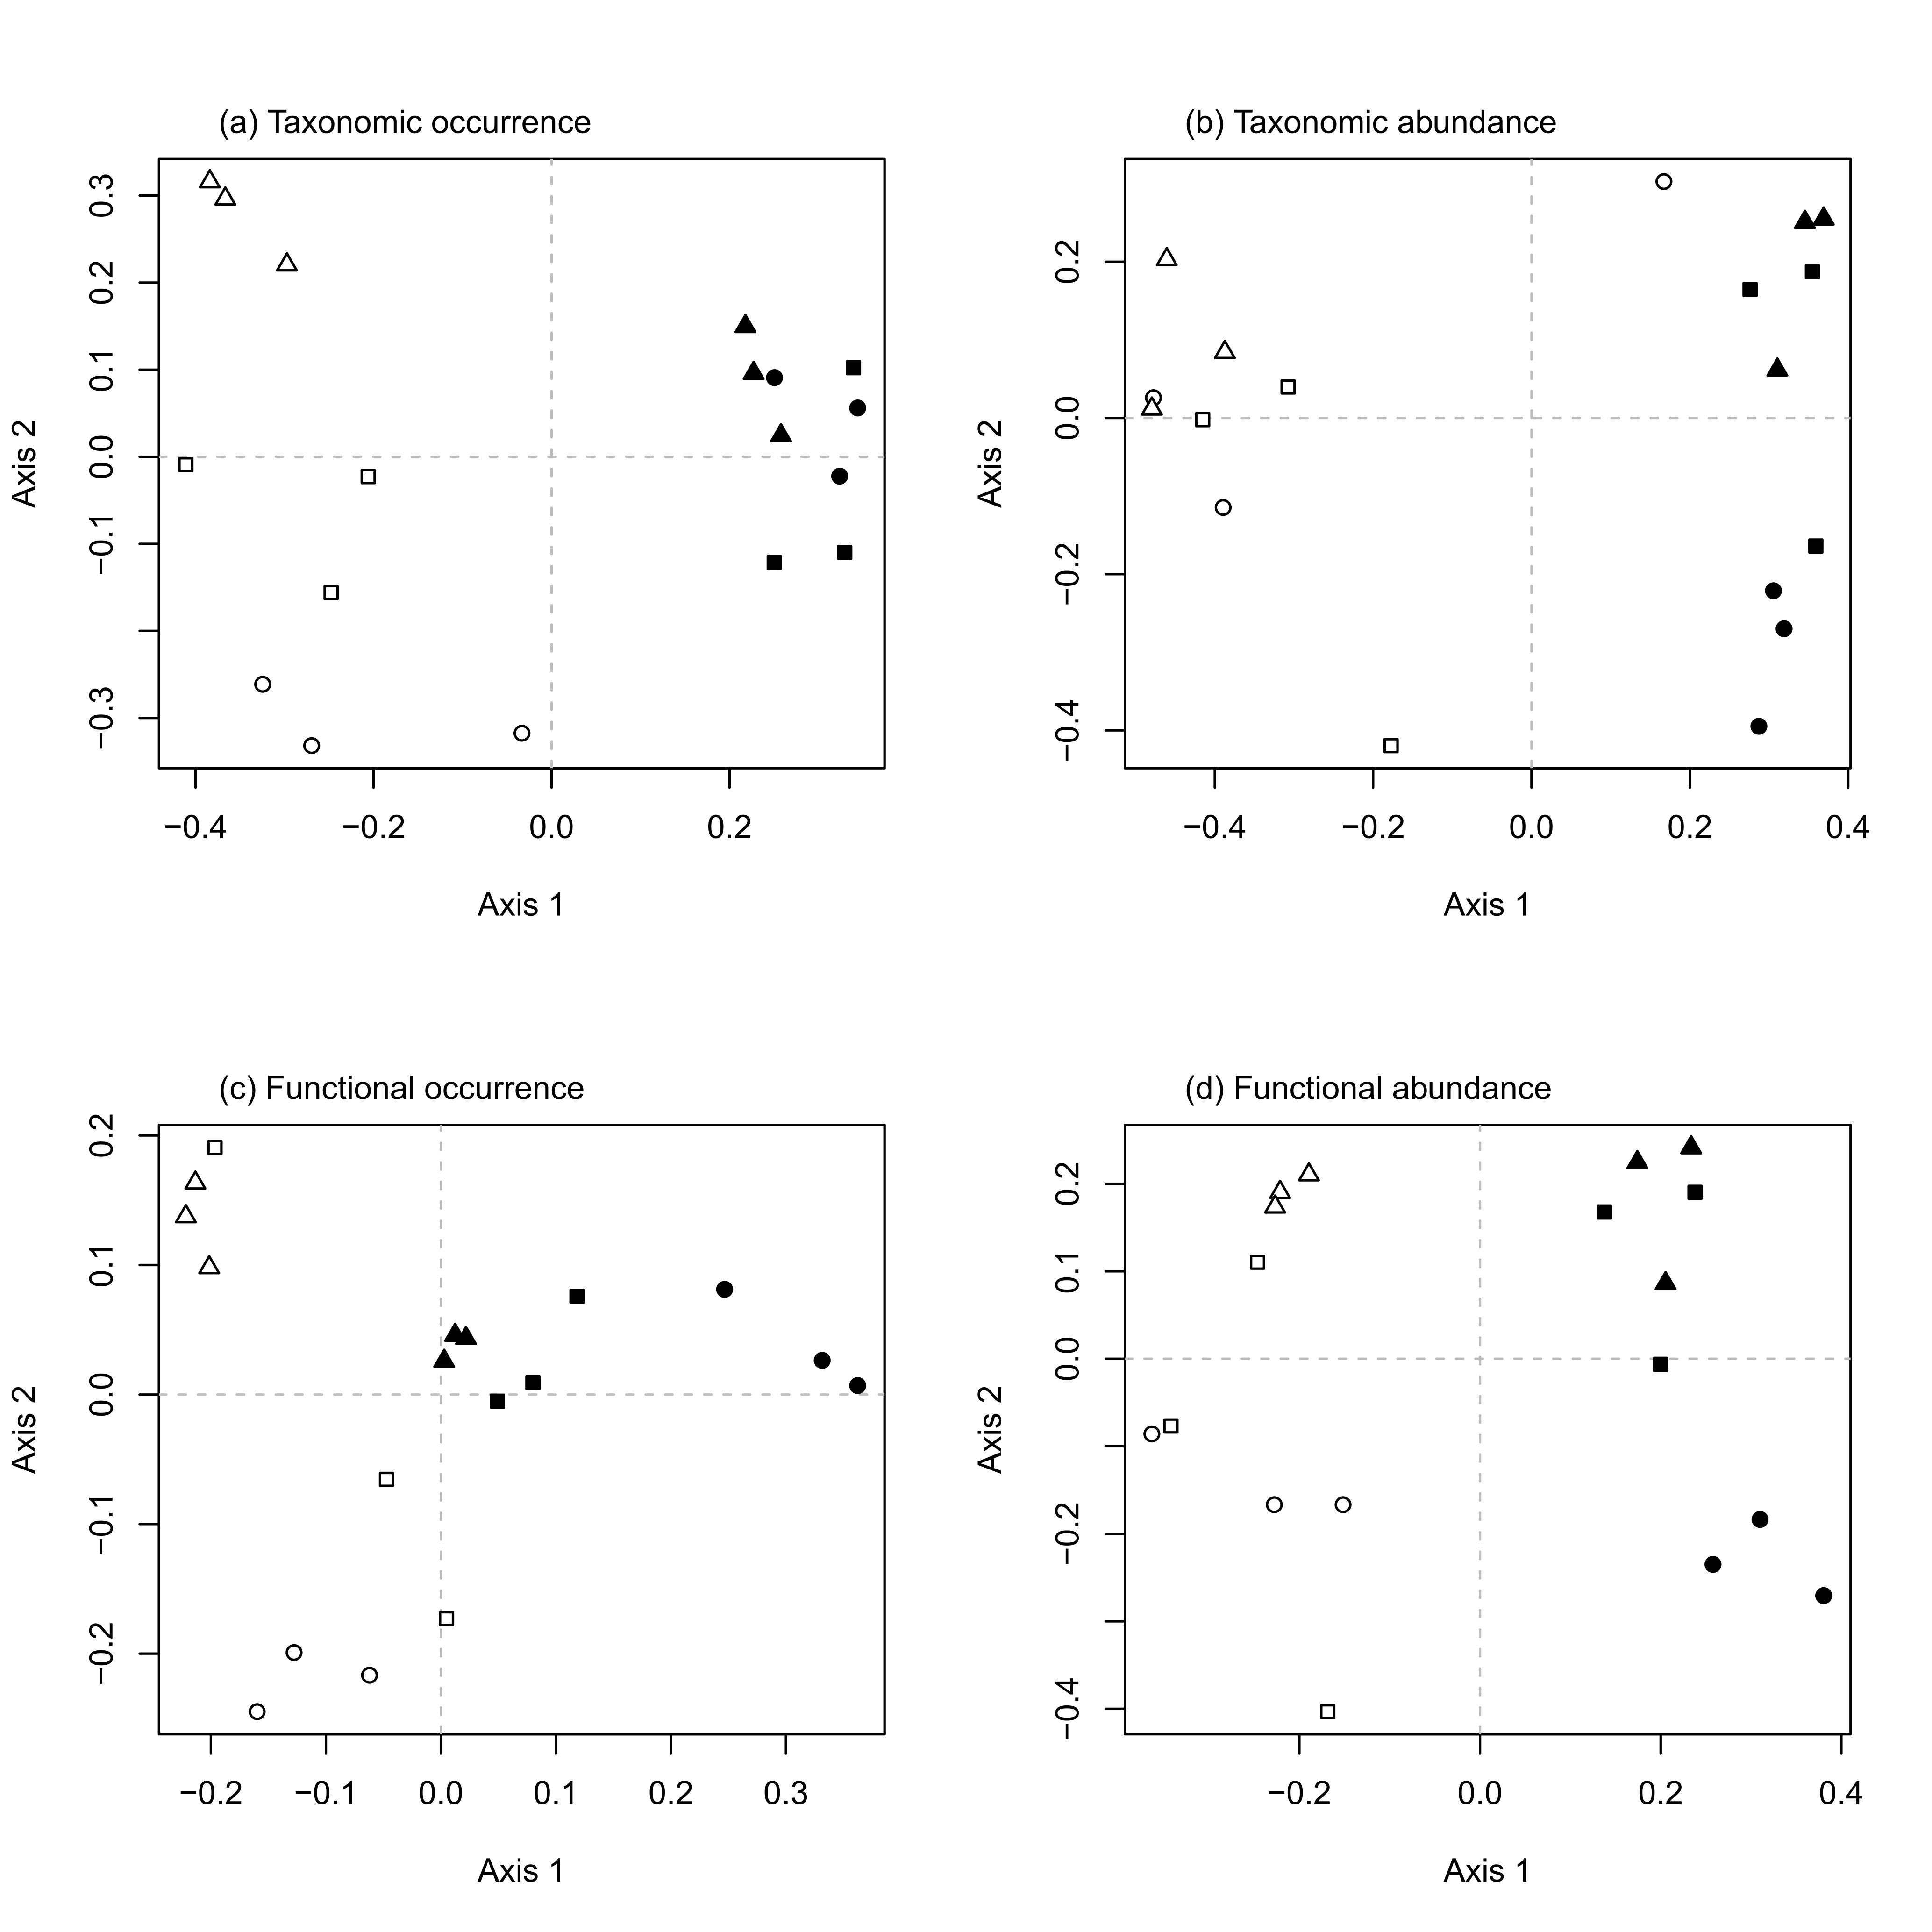 (a) Taxonomic occurrence
0.3
0.2
0.1
0.0
−0.1
−0.3
Axis 2
−0.4 −0.2 0.0 0.2
Axis 1
(b) Taxonomic abundance
0.2
0.0
−0.2
−0.4
Axis 2
−0.4 −0.2 0.0 0.2 0.4
Axis 1
(c) Functional occurrence
0.2
0.1
0.0
−0.1
−0.2
Axis 2
−0.2 −0.1 0.0 0.1 0.2 0.3
Axis 1
(d) Functional abundance
0.2
0.1
0.0
−0.2
−0.4
Axis 2
−0.2 0.0 0.2 0.4
Axis 1